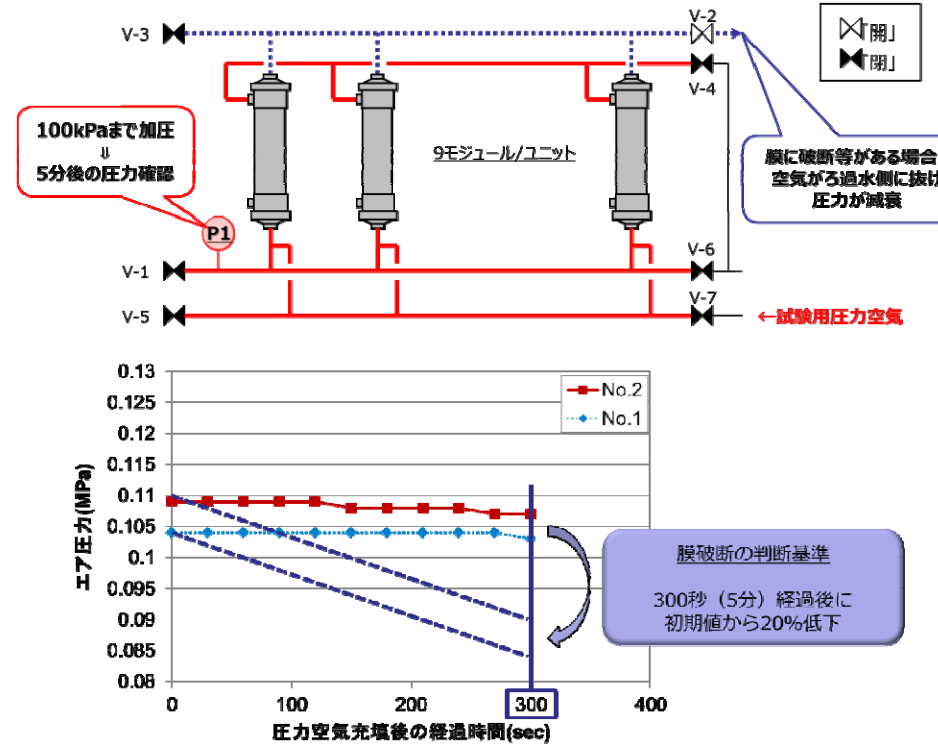 V-2
V-3
「開」
「閉」
V-4
100kPaまで加圧
⇓
5分後の圧力確認
9モジュール/ユニット
膜に破断等がある場合
空気がろ過水側に抜け
圧力が減衰
P1
V-1
V-6
V-5
V-7
←試験用圧力空気
0.13
0.125
0.12
0.115
0.11
0.105
0.1
0.095
0.09
0.085
0.08
エア圧力(MPa)
No.2
No.1
膜破断の判断基準
300秒（5分）経過後に
初期値から20%低下
0
100
200
300
400
圧力空気充填後の経過時間(sec)